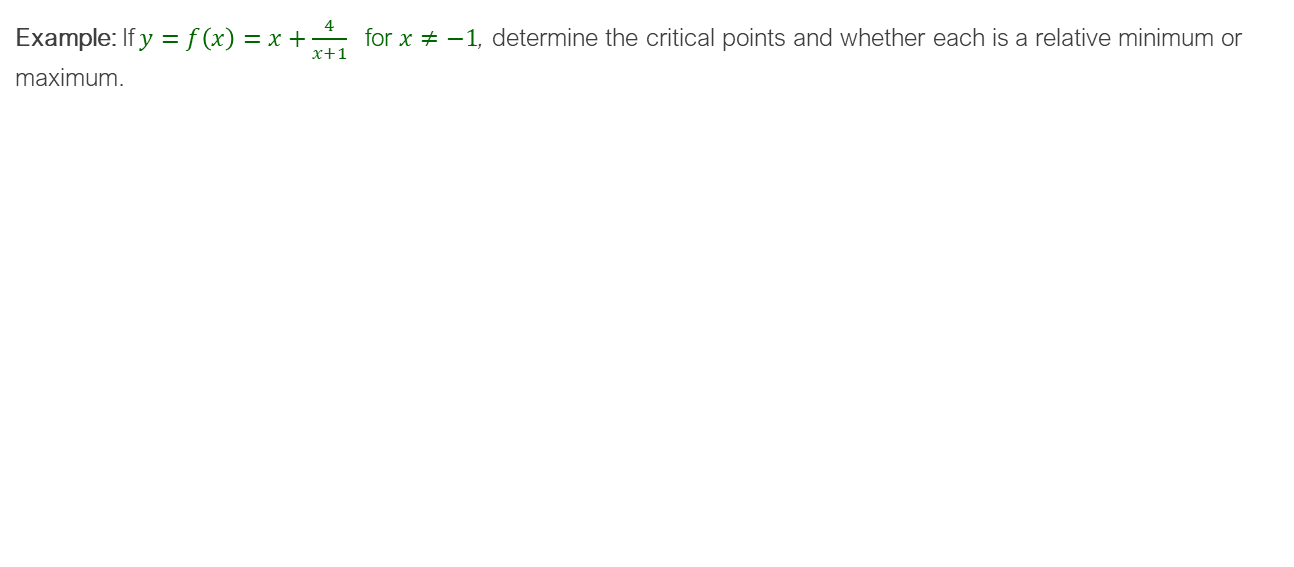 Example: If y = f(x) = x + 4/(x+1) for x ≠ −1, determine the critical points and whether each is a relative minimum or
maximum.